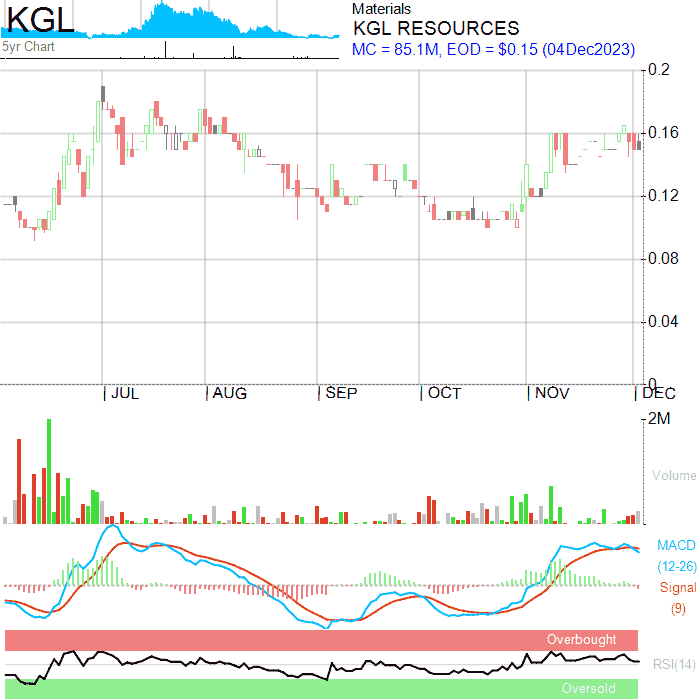 KGL
5yr Chart
Materials
KGL RESOURCES
MC = 85.1M, EOD = $0.15 (04Dec2023)
0.2
0.16
0.12
0.08
0.04
0
JUL AUG SEP OCT NOV DEC
2M
Volume
MACD
(12-26)
Signal
(9)
Overbought
RSI(14)
Oversold